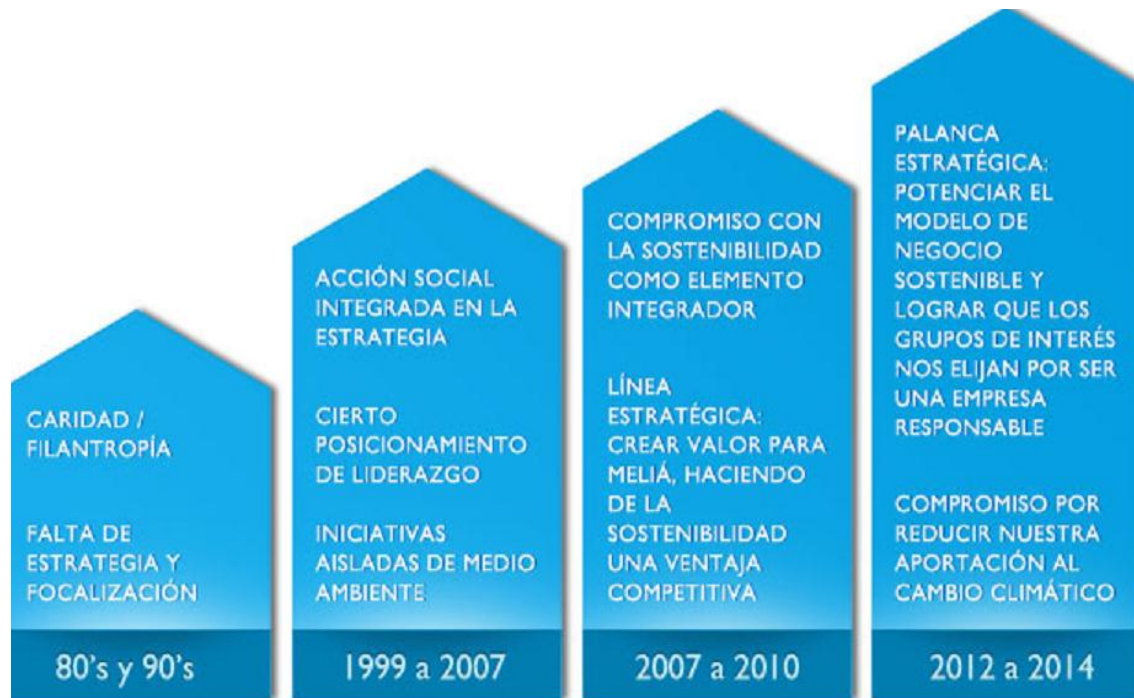 CARIDAD /
FILANTROPÍA
FALTA DE
ESTRATEGIA Y
FOCALIZACIÓN
80's y 90's
ACCIÓN SOCIAL
INTEGRADA EN LA
ESTRATEGIA
CIERTO
POSICIONAMIENTO
DE LIDERAZGO
INICIATIVAS
AISLADAS DE MEDIO
AMBIENTE
1999 a 2007
COMPROMISO CON
LA SOSTENIBILIDAD
COMO ELEMENTO
INTEGRADOR
LÍNEA
ESTRATÉGICA:
CREAR VALOR PARA
MELIÁ, HACIENDO
DE LA
SOSTENIBILIDAD
UNA VENTAJA
COMPETITIVA
2007 a 2010
PALANCA
ESTRATÉGICA:
POTENCIAR EL
MODELO DE
NEGOCIO
SOSTENIBLE Y
LOGRAR QUE LOS
GRUPOS DE INTERÉS
NOS ELIJAN POR SER
UNA EMPRESA
RESPONSABLE
COMPROMISO POR
REDUCIR NUESTRA
APORTACIÓN AL
CAMBIO CLIMÁTICO
2012 a 2014